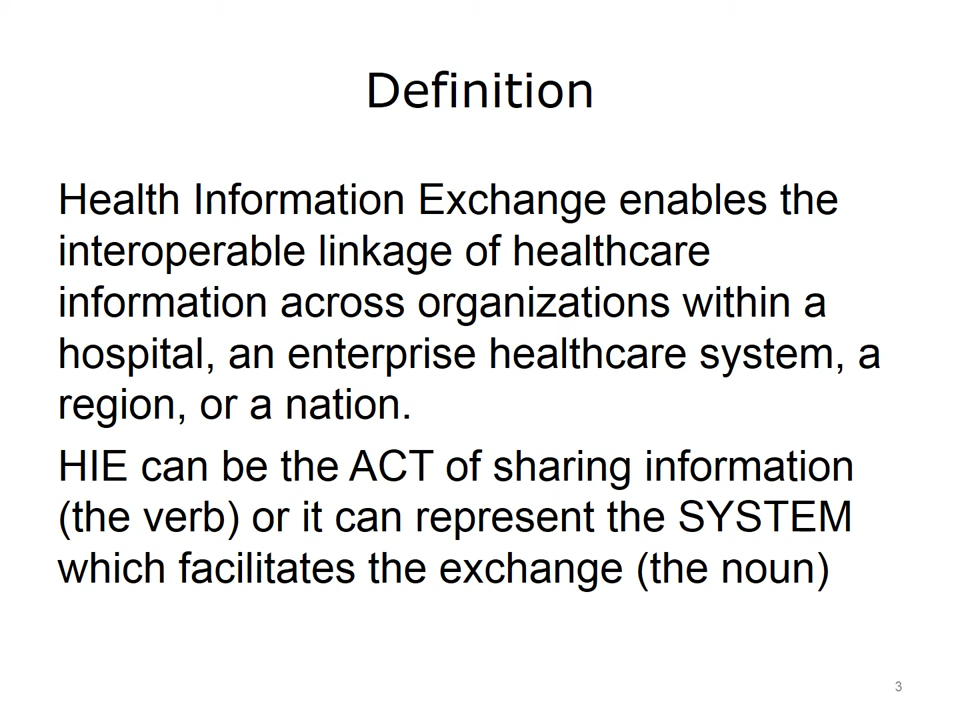 Definition
Health Information Exchange enables the
interoperable linkage of healthcare
information across organizations within a
hospital, an enterprise healthcare system, a
region, or a nation.
HIE can be the ACT of sharing information
(the verb) or it can represent the SYSTEM
which facilitates the exchange (the noun)
3